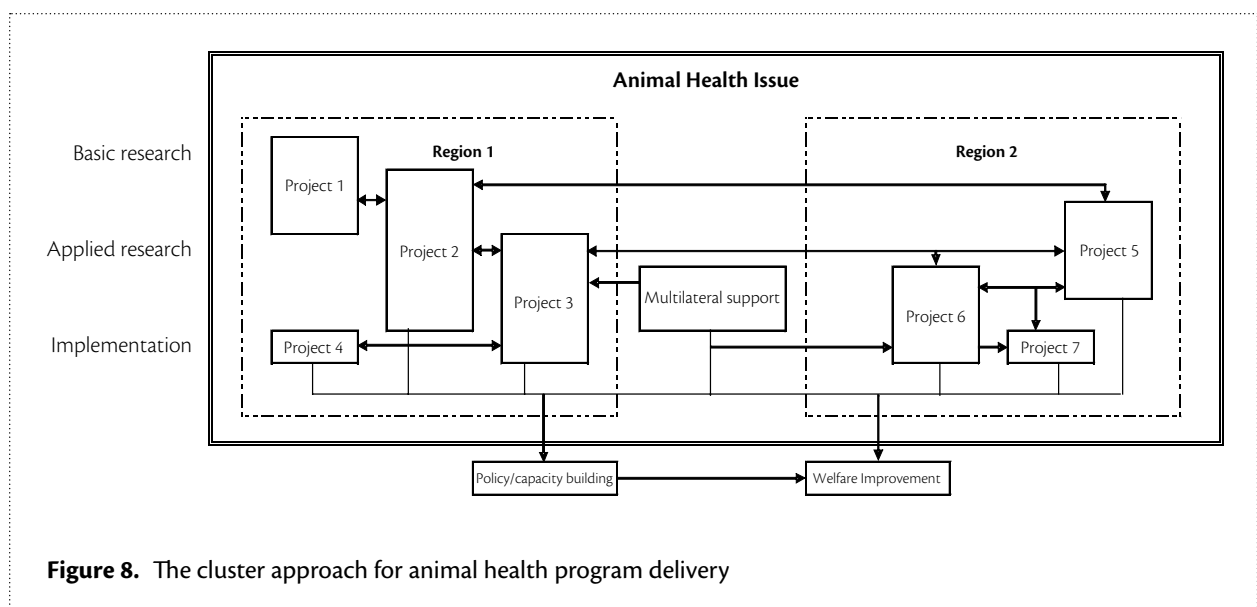 Animal Health Issue
Basic research
Region 1
Region 2
Project 1
Project 2
Project 5
Applied research
Project 3
Multilateral support
Project 6
Implementation
Project 4
Project 7
Policy/capacity building
Welfare Improvement
Figure 8. The cluster approach for animal health program delivery